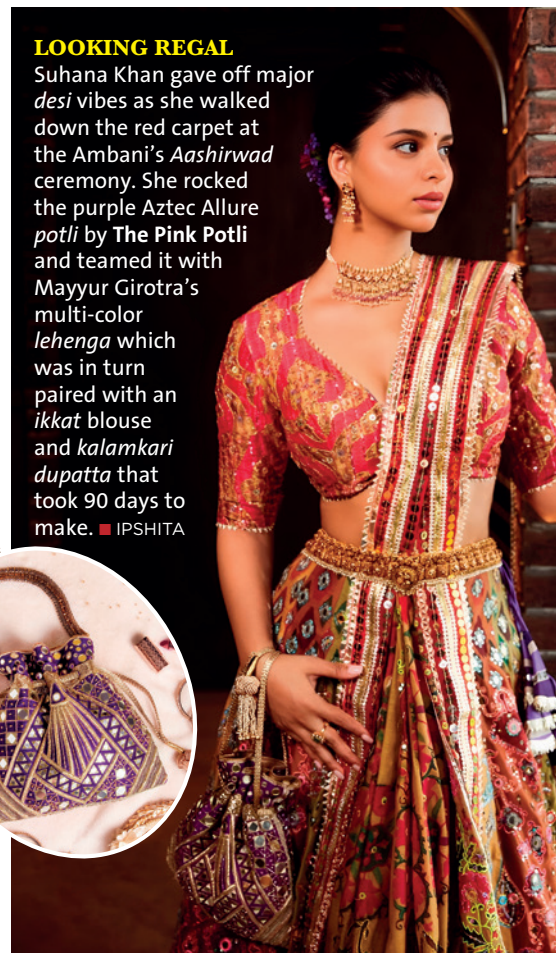 LOOKING REGAL
Suhana Khan gave off major
desi vibes as she walked
down the red carpet at
the Ambani's Aashirwad
ceremony. She rocked
the purple Aztec Allure
potli by The Pink Potli
and teamed it with
Mayyur Girotra's
multi-color
lehenga which
was in turn
paired with an
ikkat blouse
and kalamkari
dupatta that
took 90 days to
make. ■ IPSHITA